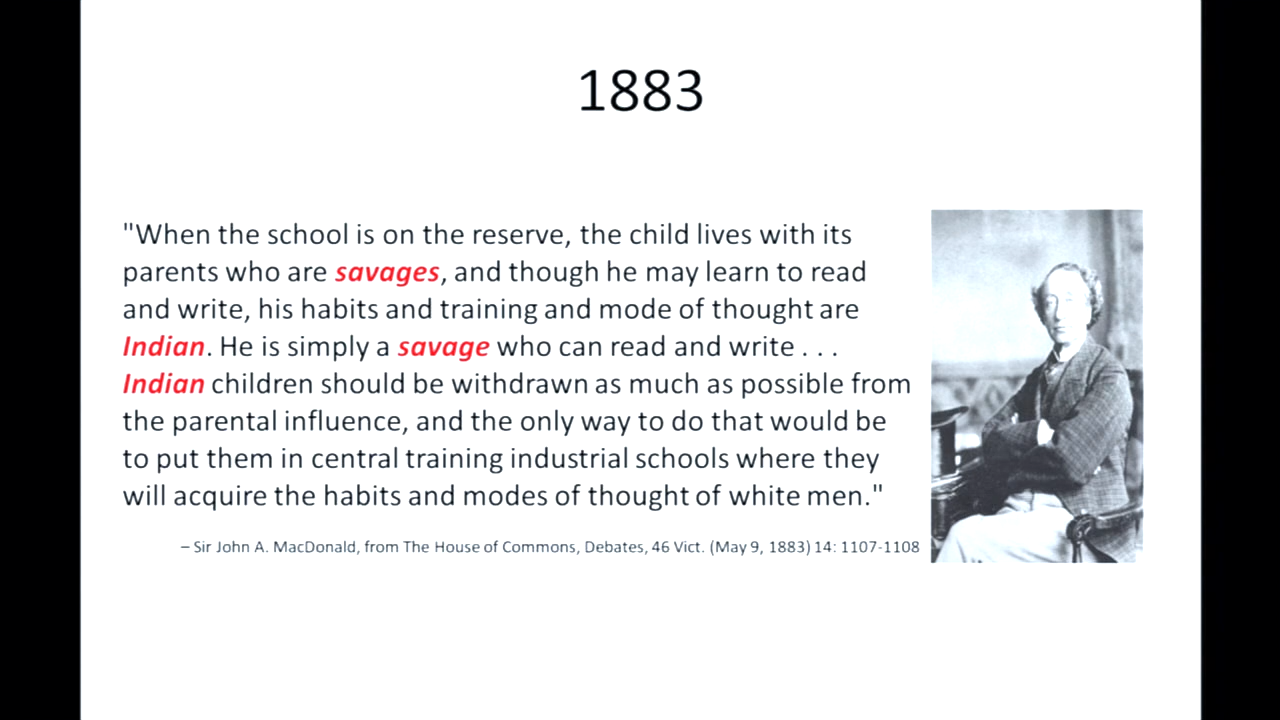 1883
"When the school is on the reserve, the child lives with its
parents who are savages, and though he may learn to read
and write, his habits and training and mode of thought are
Indian. He is simply a savage who can read and write . . .
Indian children should be withdrawn as much as possible from
the parental influence, and the only way to do that would be
to put them in central training industrial schools where they
will acquire the habits and modes of thought of white men."
– Sir John A. MacDonald, from The House of Commons, Debates, 46 Vict. (May 9, 1883) 14: 1107-1108